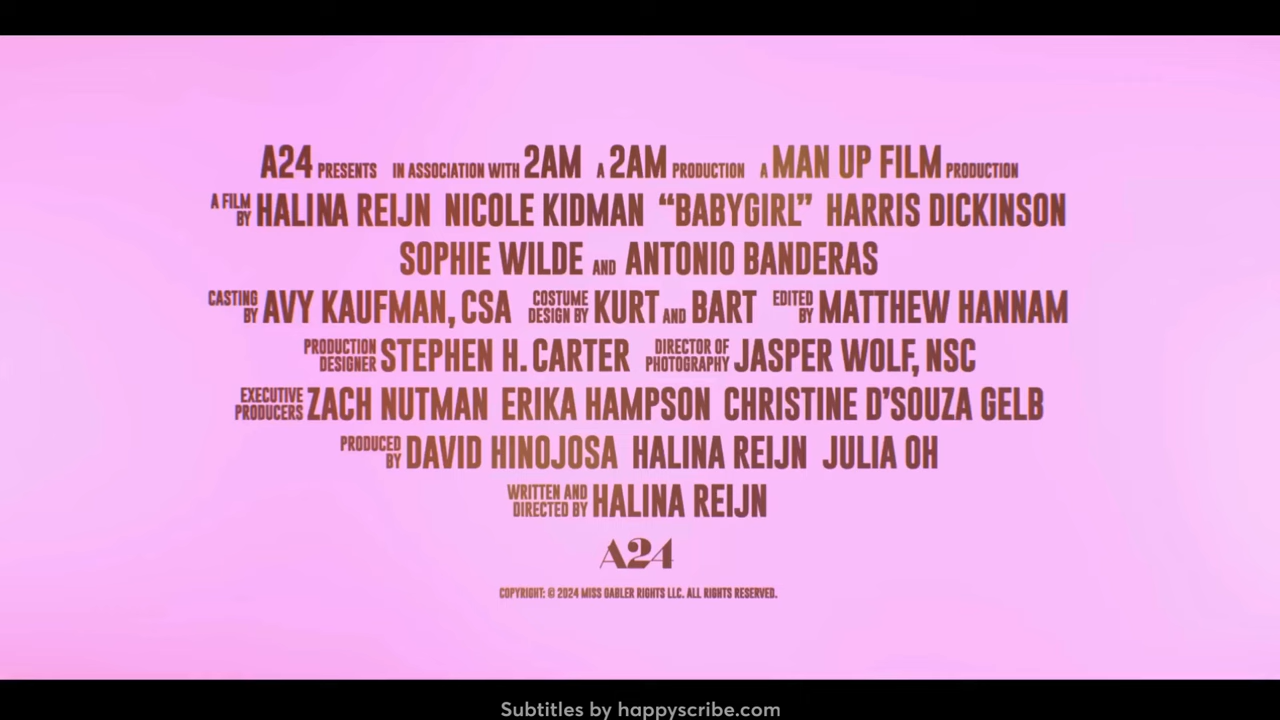 A24 PRESENTS IN ASSOCIATION WITH 2AM A 2AM PRODUCTION A MAN UP FILM PRODUCTION
A FILM BY HALINA REIJN NICOLE KIDMAN “BABYGIRL” HARRIS DICKINSON
SOPHIE WILDE AND ANTONIO BANDERAS
CASTING BY AVY KAUFMAN, CSA COSTUME DESIGN BY KURT AND BART EDITED BY MATTHEW HANNAM
PRODUCTION DESIGNER STEPHEN H. CARTER DIRECTOR OF PHOTOGRAPHY JASPER WOLF, NSC
EXECUTIVE PRODUCERS ZACH NUTMAN ERIKA HAMPSON CHRISTINE D’SOUZA GELB
PRODUCED BY DAVID HINOJOSA HALINA REIJN JULIA OH
WRITTEN AND DIRECTED BY HALINA REIJN
A24
COPYRIGHT: © 2024 MISS GABLER RIGHTS LLC. ALL RIGHTS RESERVED.
Subtitles by happyscribe.com